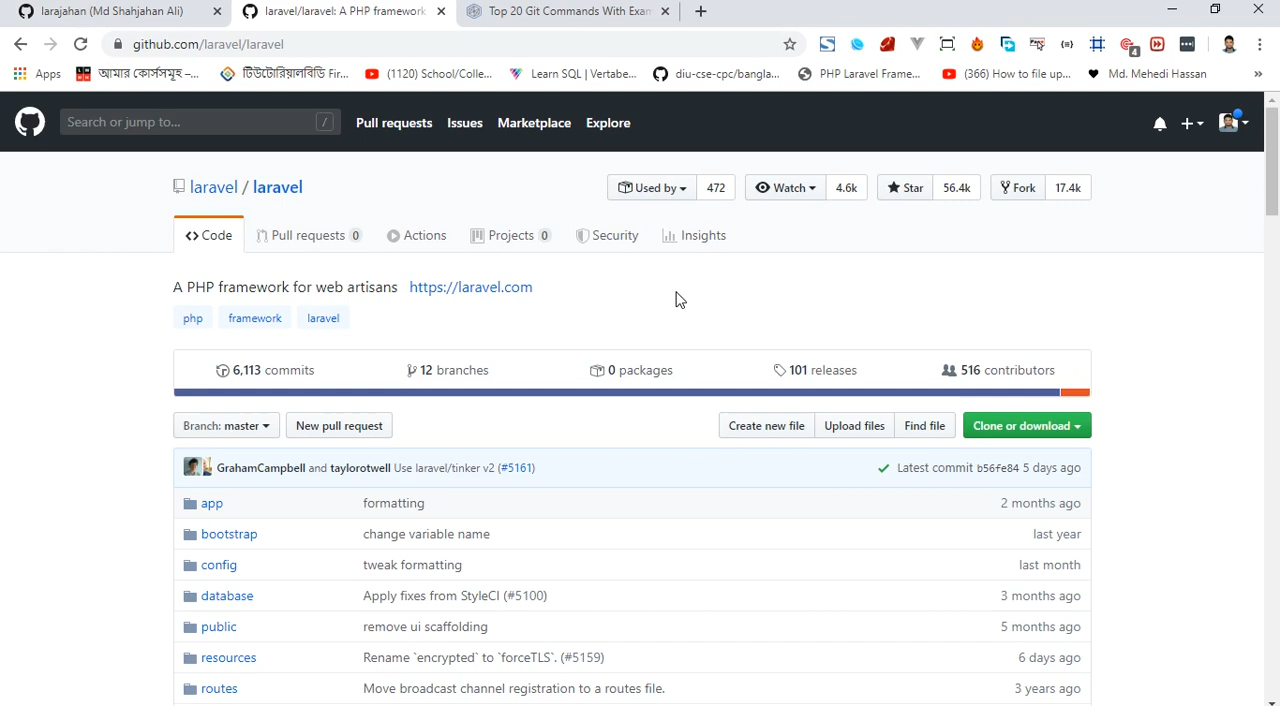 larajahan (Md Shahjahan Ali)
laravel/laravel: A PHP framework
Top 20 Git Commands With Exam
github.com/laravel/laravel
Apps
আমার কোর্সসমূহ –...
টিউটোরিয়ালবিডি Fir...
(1120) School/Colle...
Learn SQL | Vertabe...
diu-cse-pc/bangla...
PHP Laravel Frame...
(366) How to file up...
Md. Mehedi Hassan
»
Search or jump to...
/
Pull requests
Issues
Marketplace
Explore
laravel / laravel
Used by
472
Watch
4.6k
Star
56.4k
Fork
17.4k
Code
Pull requests 0
Actions
Projects 0
Security
Insights
A PHP framework for web artisans https://laravel.com
php
framework
laravel
6,113 commits
12 branches
0 packages
101 releases
516 contributors
Branch: master
New pull request
Create new file
Upload files
Find file
Clone or download
GrahamCampbell and taylorotwell Use laravel/tinker v2 (#5161)
Latest commit b56fe84 5 days ago
app formatting 2 months ago
bootstrap change variable name last year
config tweak formatting last month
database Apply fixes from StyleCI (#5100) 3 months ago
public remove ui scaffolding 5 months ago
resources Rename `encrypted` to `forceTLS`. (#5159) 6 days ago
routes Move broadcast channel registration to a routes file. 3 years ago